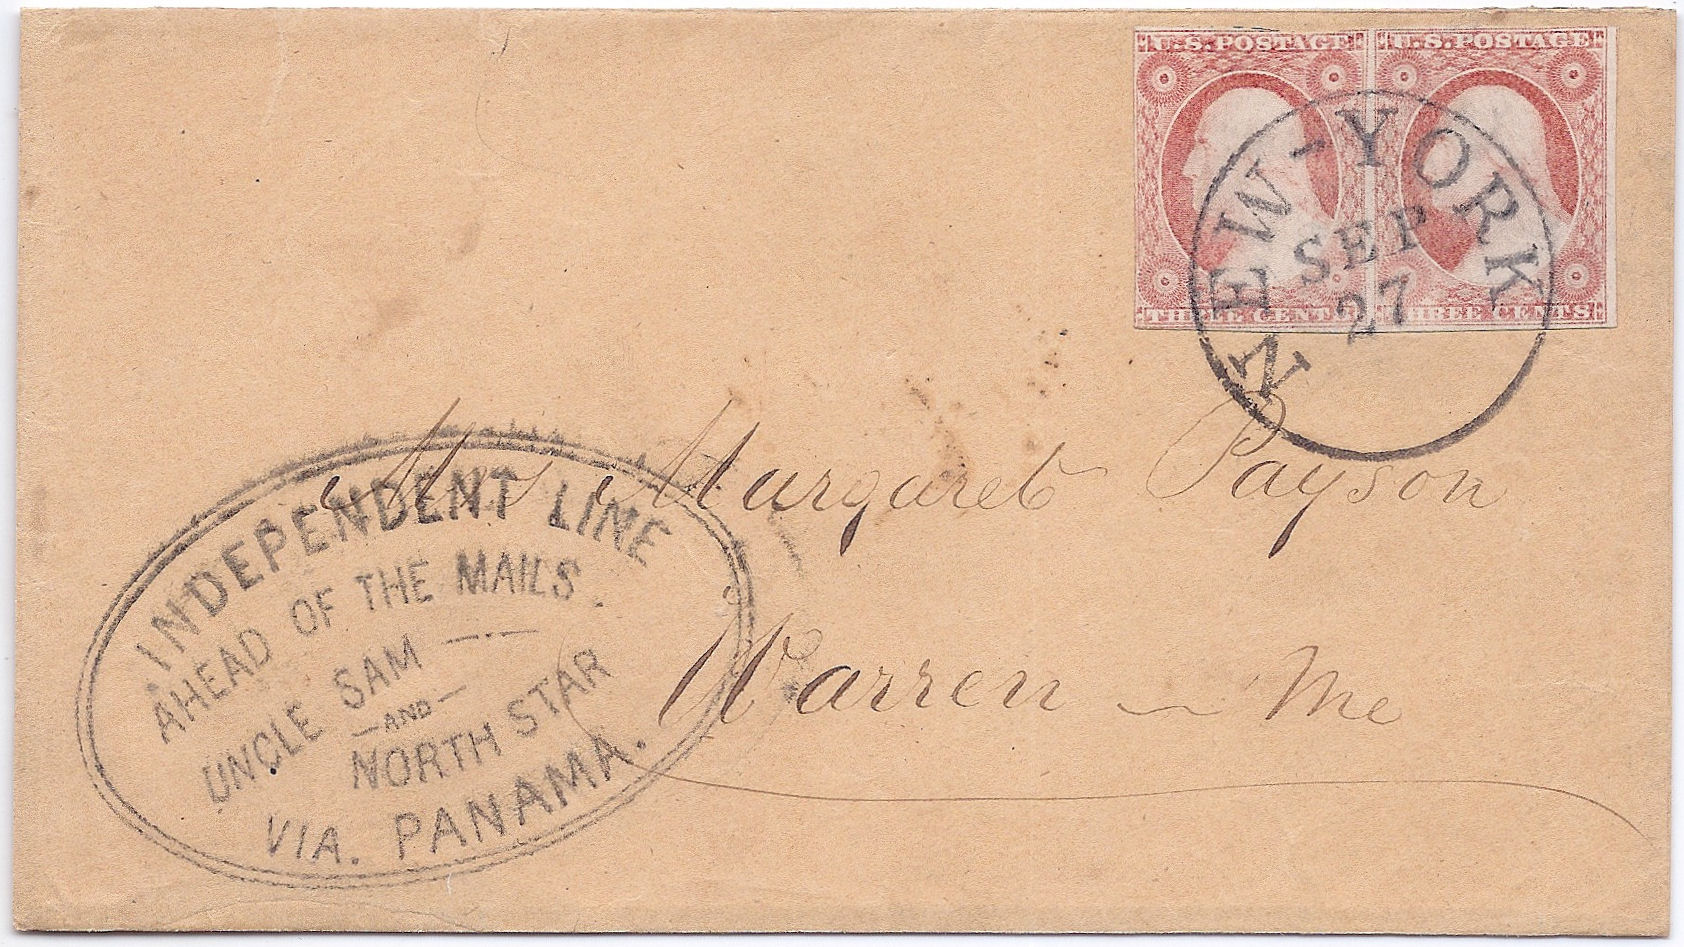 U.S. POSTAGE U.S. POSTAGE
THREE CENTS THREE CENTS
NEW-YORK
SEP
27
Mrs Margaret Payson
Warren - Me
INDEPENDENT LINE
AHEAD OF THE MAILS.
UNCLE SAM
-AND-
NORTH STAR
VIA. PANAMA.